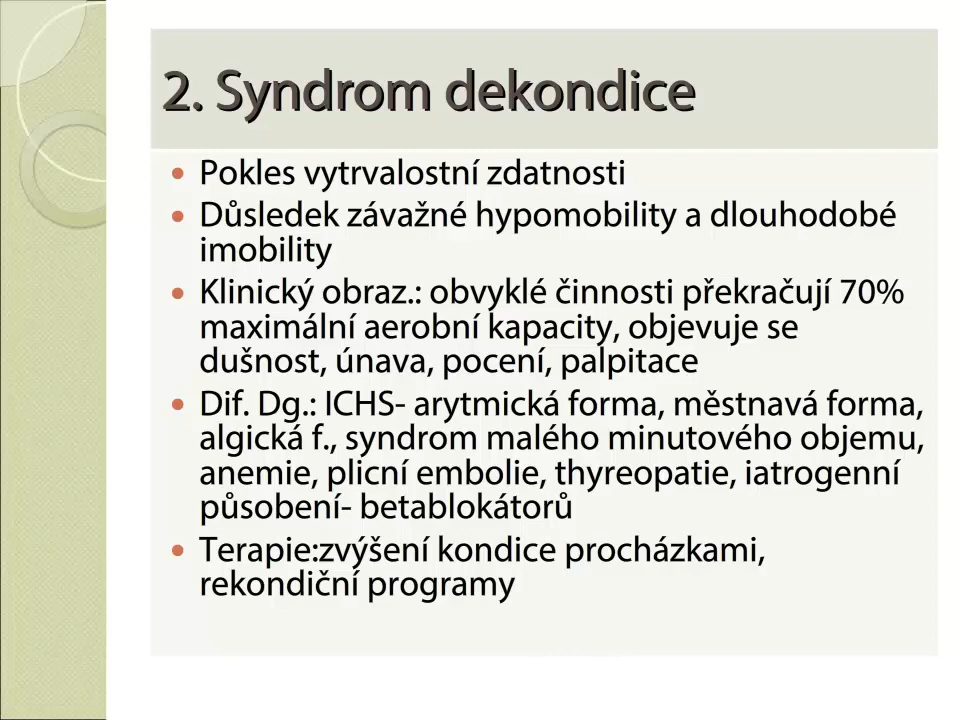 2. Syndrom dekondice
• Pokles vytrvalostní zdatnosti
• Důsledek závažné hypomobility a dlouhodobé
imobility
• Klinický obraz.: obvyklé činnosti překračují 70%
maximální aerobní kapacity, objevuje se
dušnost, únava, pocení, palpitace
• Dif. Dg.: ICHS- arytmická forma, městnavá forma,
algická f., syndrom malého minutového objemu,
anemie, plicní embolie, thyreopatie, iatrogenní
působení- betablokátorů
• Terapie:zvýšení kondice procházkami,
rekondiční programy